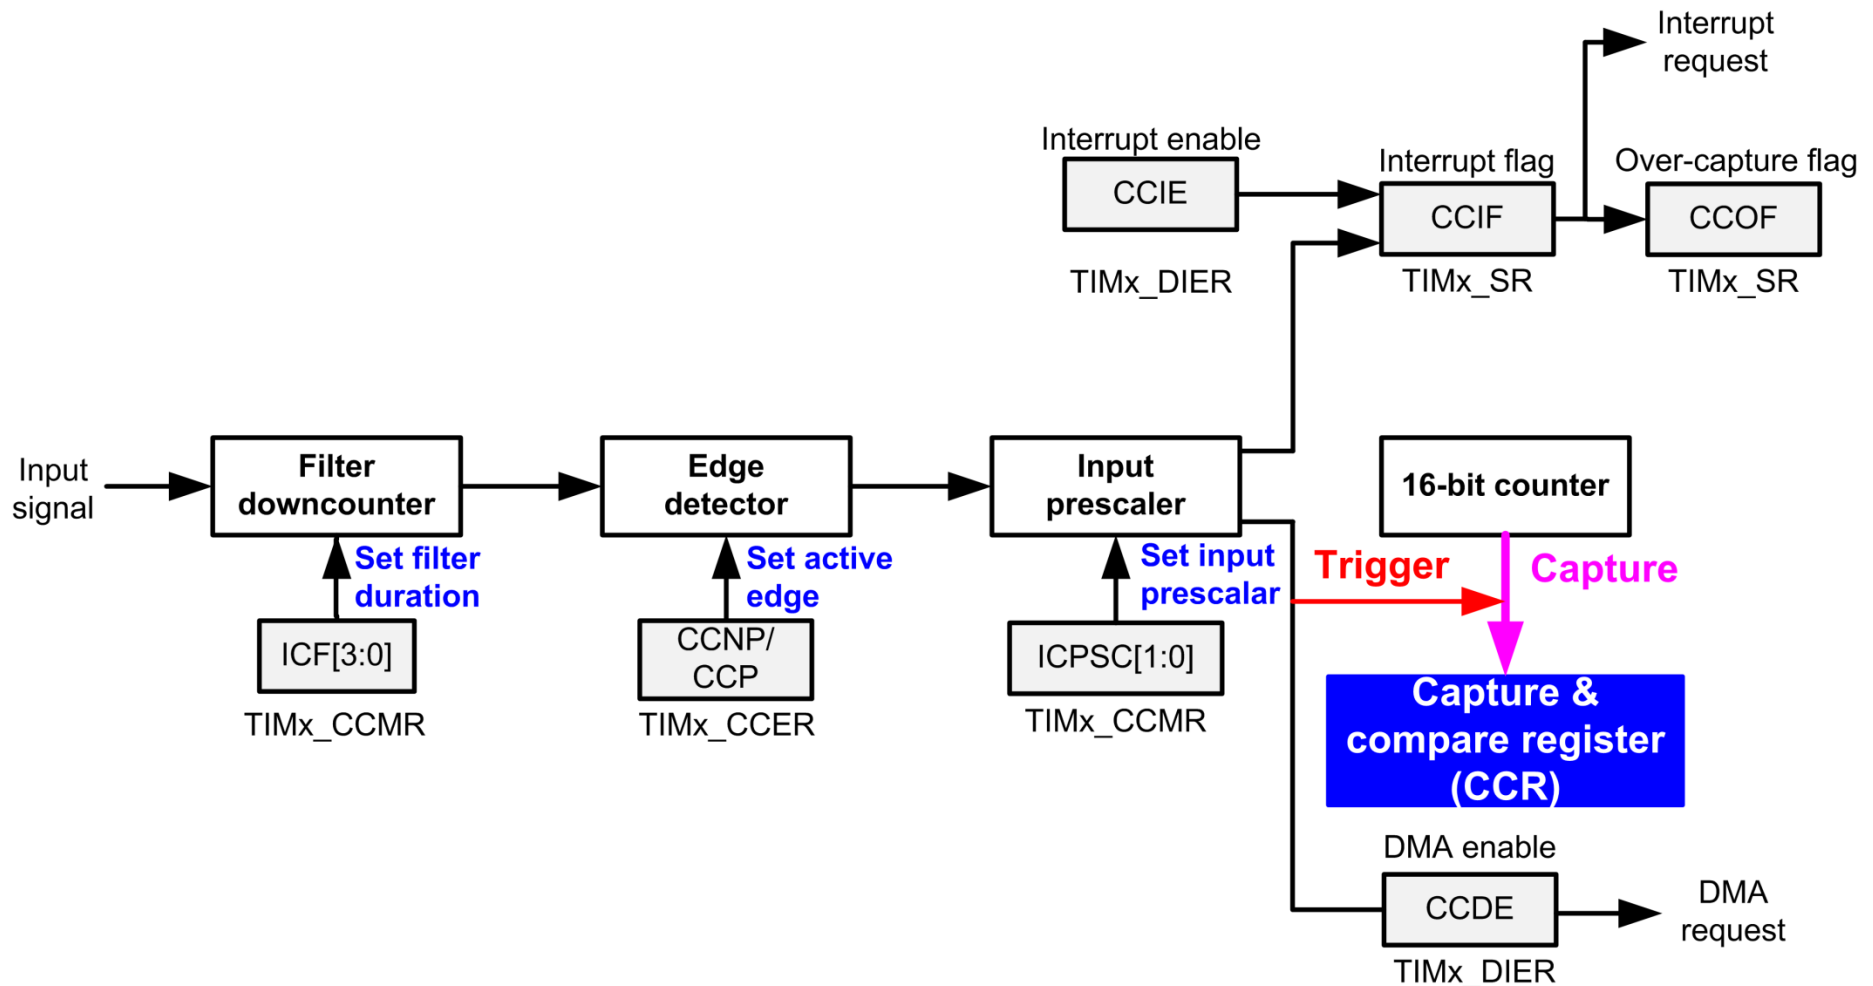 Interrupt
request
Interrupt enable
CCIE
TIMx_DIER
Interrupt flag
CCIF
TIMx_SR
Over-capture flag
CCOF
TIMx_SR
Input
signal
Filter
downcounter
Set filter
duration
ICF[3:0]
TIMx_CCMR
Edge
detector
Set active
edge
CCNP/
CCP
TIMx_CCER
Input
prescaler
Set input
prescalar
ICPSC[1:0]
TIMx_CCMR
16-bit counter
Trigger
Capture
Capture &
compare register
(CCR)
DMA enable
CCDE
TIMx_DIER
DMA
request